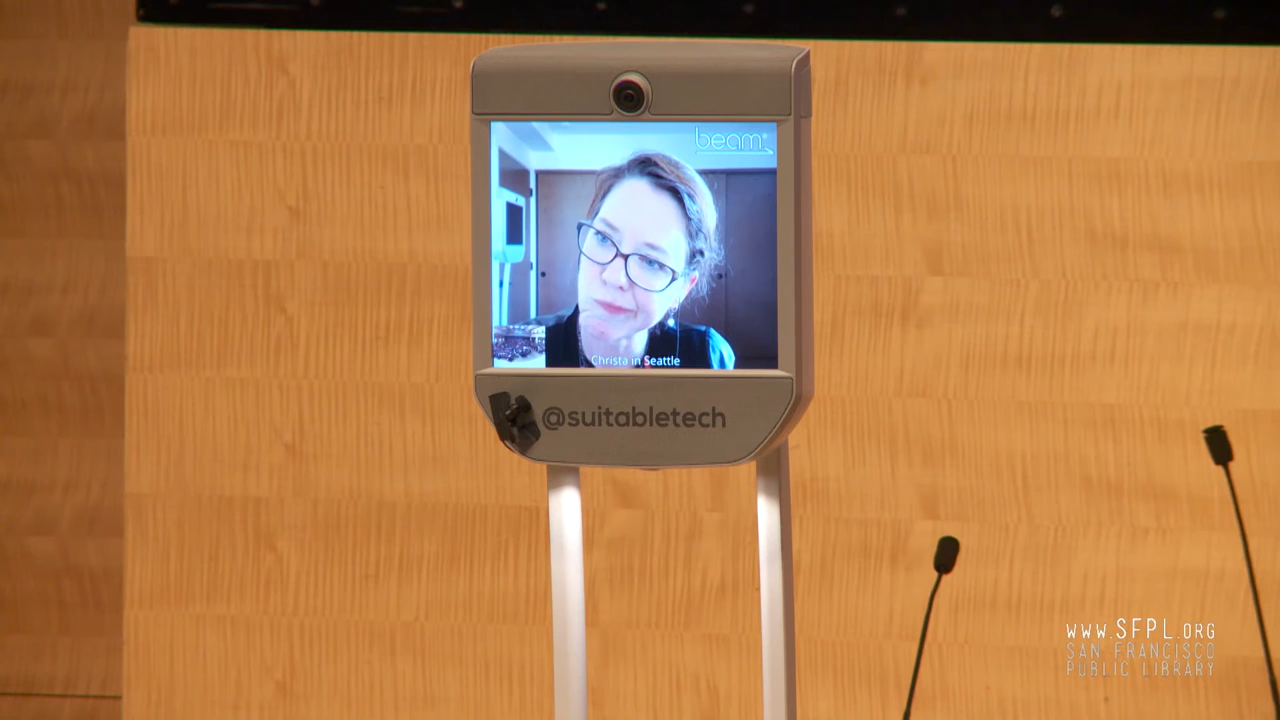 beam
Christa in Seattle
@suitabletech
www.SFPL.ORG
SAN FRANCISCO
PUBLIC LIBRARY